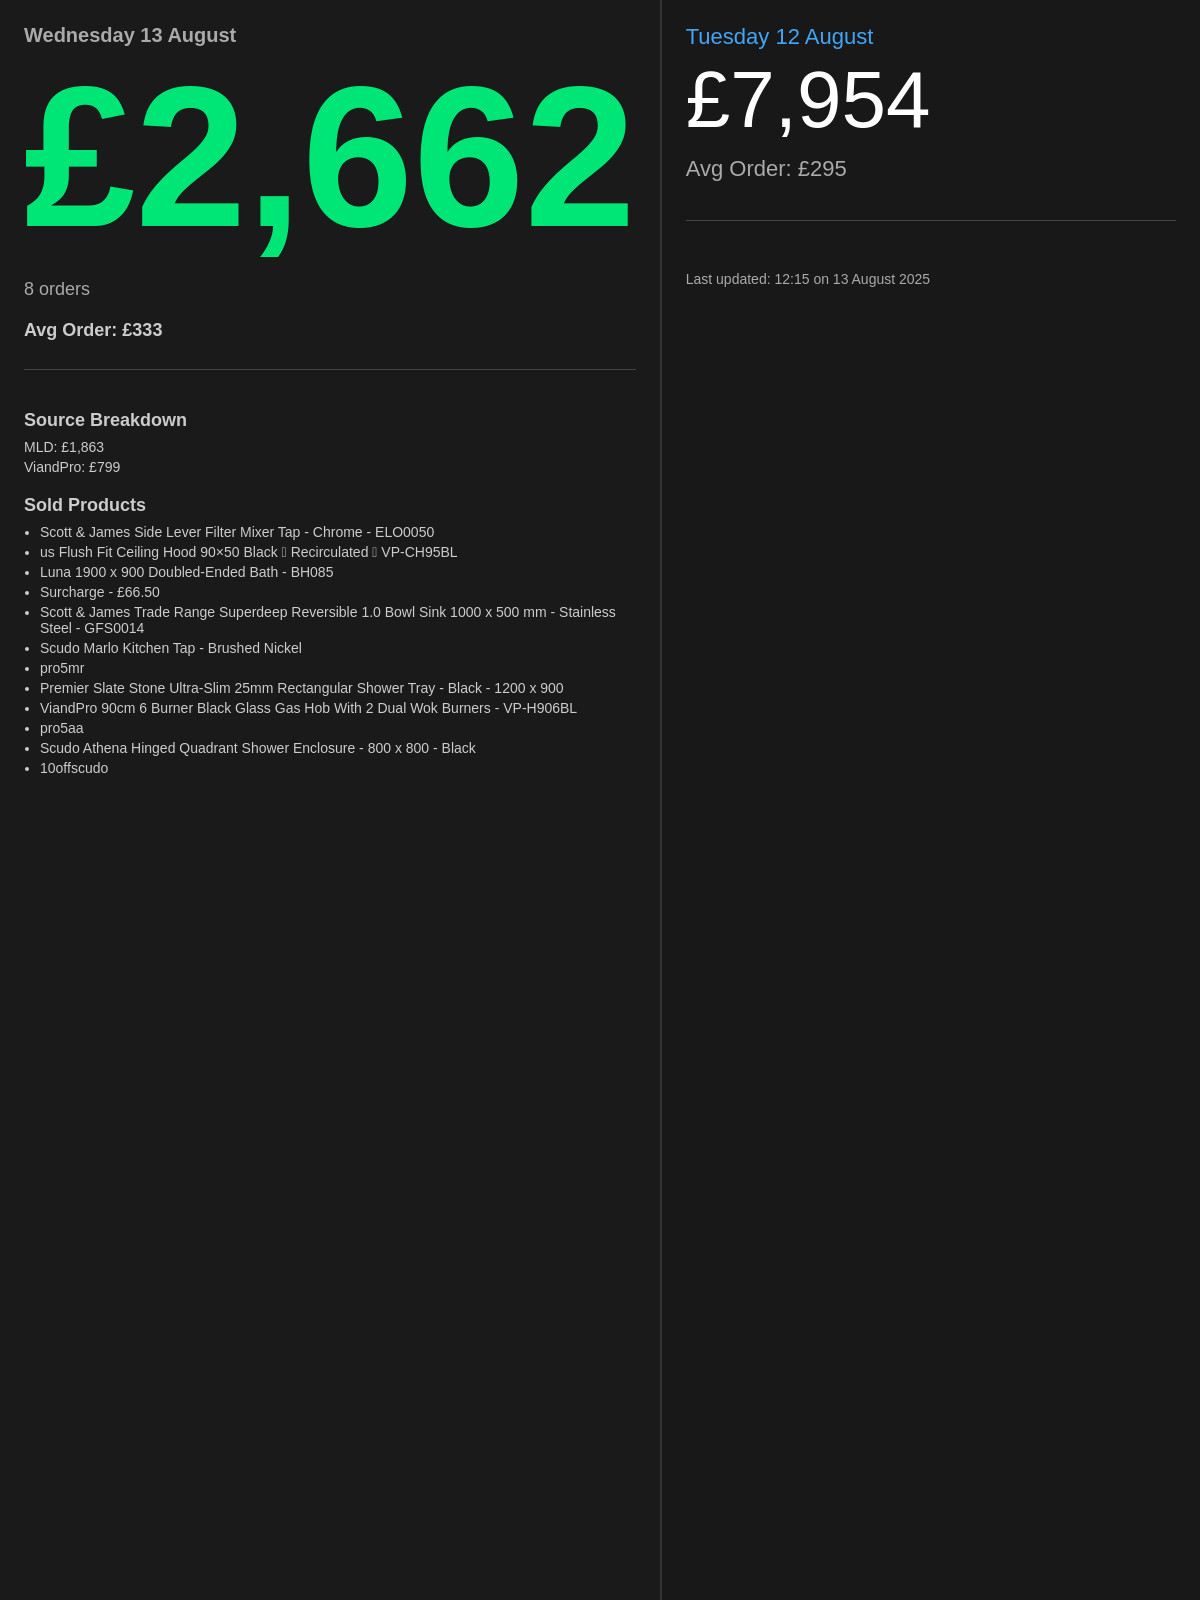 Wednesday 13 August
£2,662
8 orders
Avg Order: £333
Source Breakdown
MLD: £1,863
ViandPro: £799
Sold Products
• Scott & James Side Lever Filter Mixer Tap - Chrome - ELO0050
• us Flush Fit Ceiling Hood 90×50 Black ▯ Recirculated ▯ VP-CH95BL
• Luna 1900 x 900 Doubled-Ended Bath - BH085
• Surcharge - £66.50
• Scott & James Trade Range Superdeep Reversible 1.0 Bowl Sink 1000 x 500 mm - Stainless
Steel - GFS0014
• Scudo Marlo Kitchen Tap - Brushed Nickel
• pro5mr
• Premier Slate Stone Ultra-Slim 25mm Rectangular Shower Tray - Black - 1200 x 900
• ViandPro 90cm 6 Burner Black Glass Gas Hob With 2 Dual Wok Burners - VP-H906BL
• pro5aa
• Scudo Athena Hinged Quadrant Shower Enclosure - 800 x 800 - Black
• 10offscudo
Tuesday 12 August
£7,954
Avg Order: £295
Last updated: 12:15 on 13 August 2025